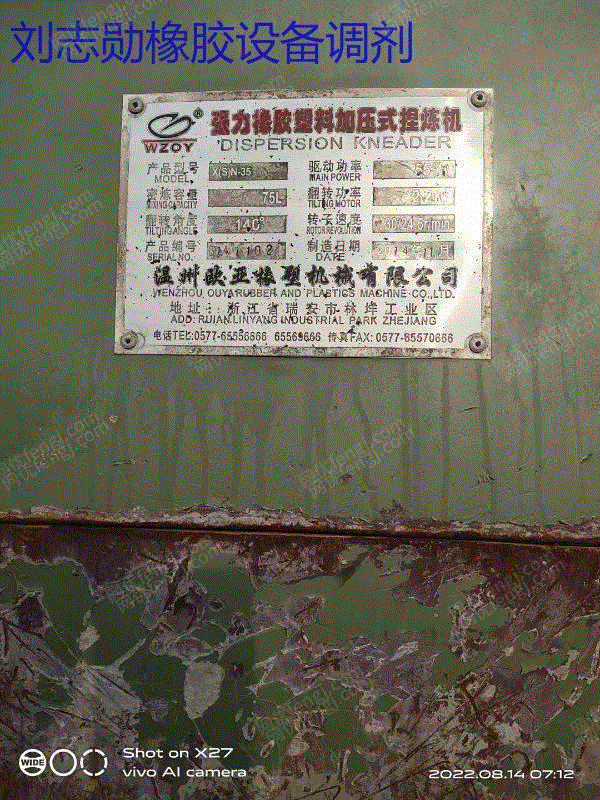 刘志勋橡胶设备调剂
WZOY ® 强力橡胶塑料加压式捏炼机
DISPERSION KNEADER
产品型号 X(S)N-35 驱动功率
MODEL MAIN POWER
密炼容量 75L 翻转功率
MIXING CAPACITY TILTING MOTOR
翻转角度 140° 转子速度
TILTING ANGLE ROTOR REVOLUTION
产品编号 制造日期
SERIAL NO. DATE
温州欧亚橡塑机械有限公司
WENZHOU OUYA RUBBER AND PLASTICS MACHINE CO.,LTD.
地址：浙江省瑞安市林垟工业区
ADD:RUIAN LINYANG INDUSTRIAL PARK ZHEJIANG
电话TEL:0577-65556666 65569666 传真FAX: 0577-65570666
WIDE
Shot on X27
vivo AI camera
2022.08.14 07:12